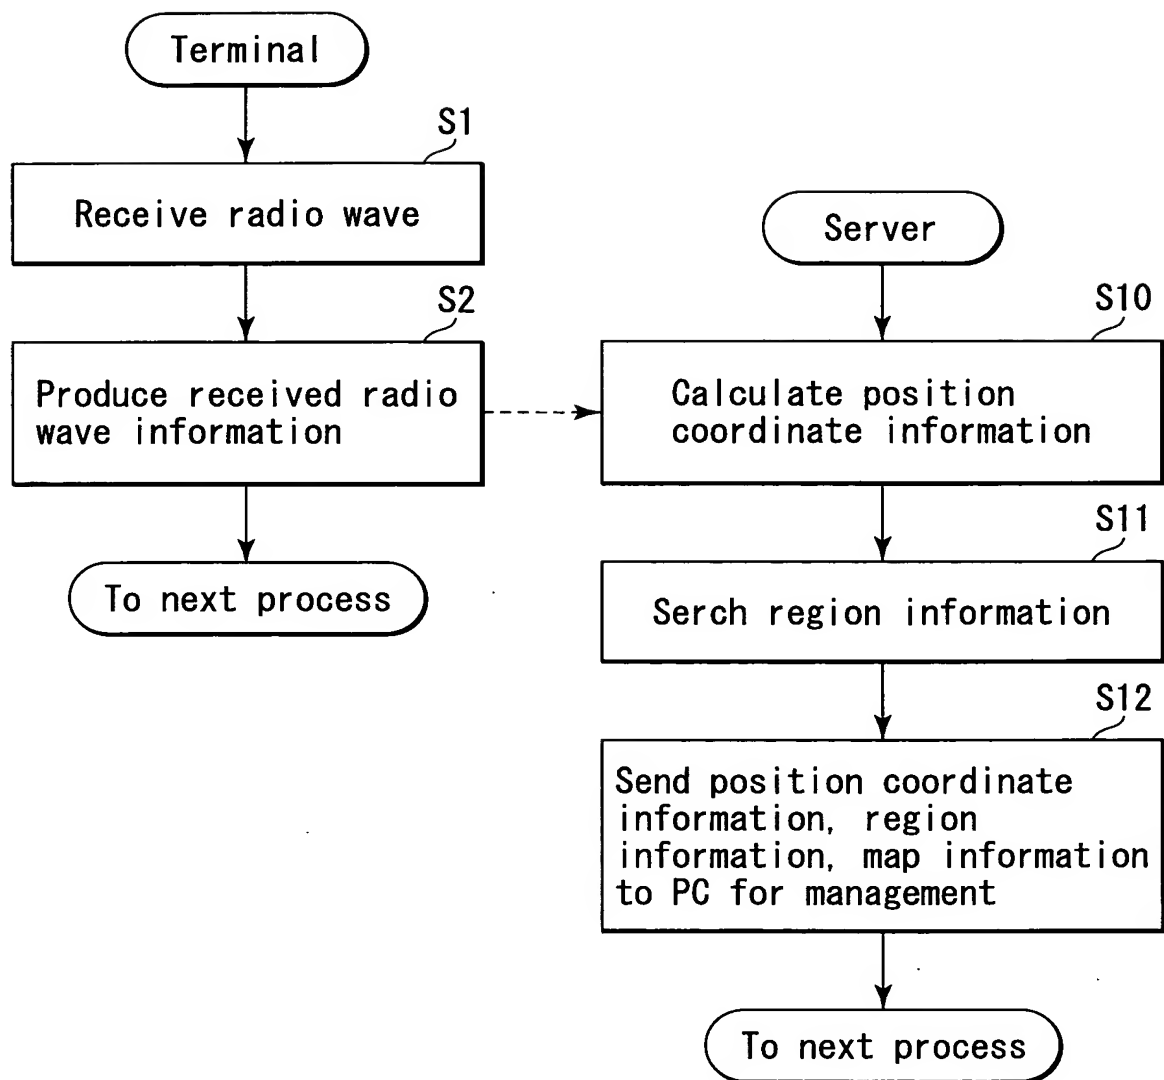 Terminal
S1
Receive radio wave
S2
Produce received radio
wave information
To next process
Server
S10
Calculate position
coordinate information
S11
Serch region information
S12
Send position coordinate
information, region
information, map information
to PC for management
To next process